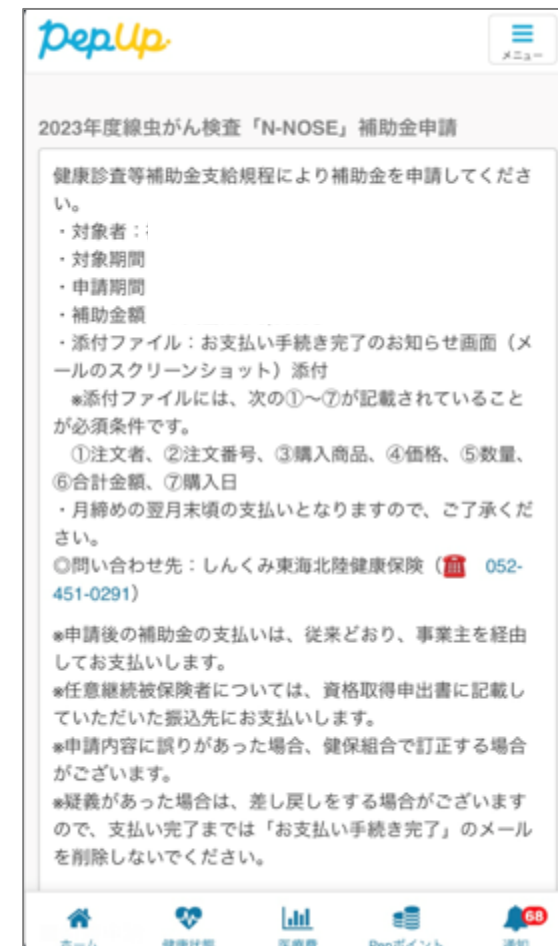 PepUp
メニュー
2023年度線虫がん検査「N-NOSE」補助金申請
健康診査等補助金支給規程により補助金を申請してくださ
い。
・対象者：
・対象期間
・申請期間
・補助金額
・添付ファイル：お支払い手続き完了のお知らせ画面（メ
ールのスクリーンショット）添付
※添付ファイルには、次の①～⑦が記載されていること
が必須条件です。
①注文者、②注文番号、③購入商品、④価格、⑤数量、
⑥合計金額、⑦購入日
・月締めの翌月末頃の支払いとなりますので、ご了承くだ
さい。
◎問い合わせ先：しんくみ東海北陸健康保険（☎ 052-
451-0291）
※申請後の補助金の支払いは、従来どおり、事業主を経由
してお支払いします。
※任意継続被保険者については、資格取得申出書に記載し
ていただいた振込先にお支払いします。
※申請内容に誤りがあった場合、健保組合で訂正する場合
がございます。
※疑義があった場合は、差し戻しをする場合がございます
ので、支払い完了までは「お支払い手続き完了」のメール
を削除しないでください。
68
ホーム 健康状態 医療費 Pepポイント 通知